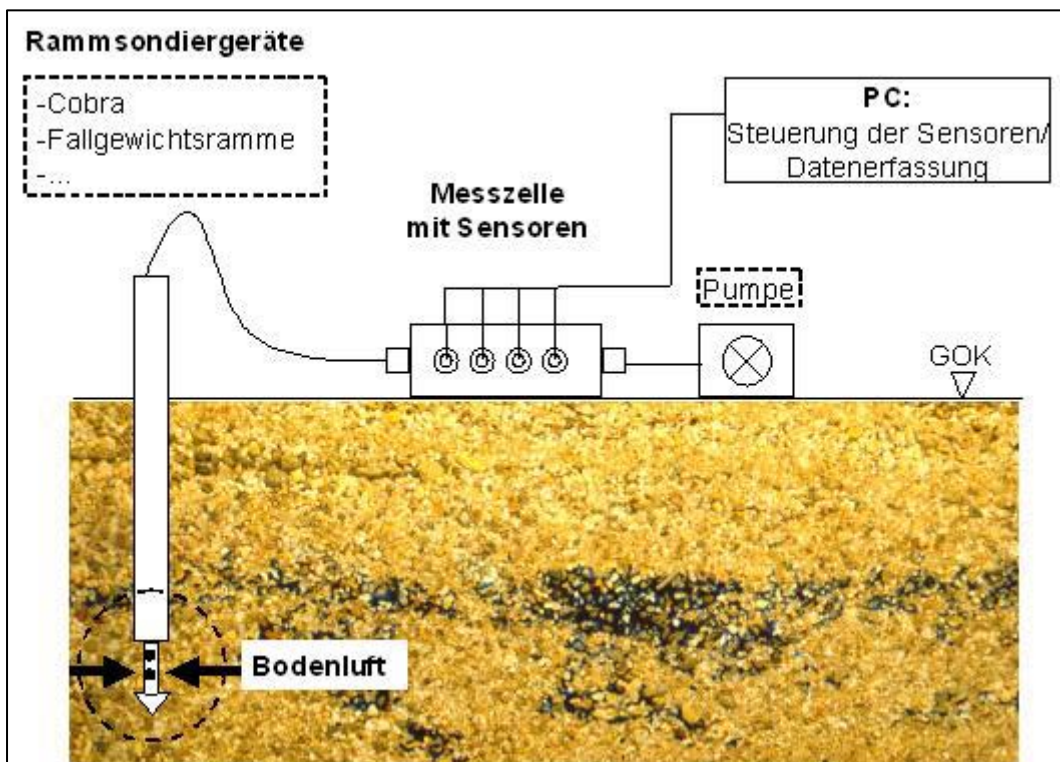 Rammsondiergeräte
-Cobra
-Fallgewichtsramme
-...
PC:
Steuerung der Sensoren/
Datenerfassung
Messzelle
mit Sensoren
Pumpe
GOK
Bodenluft